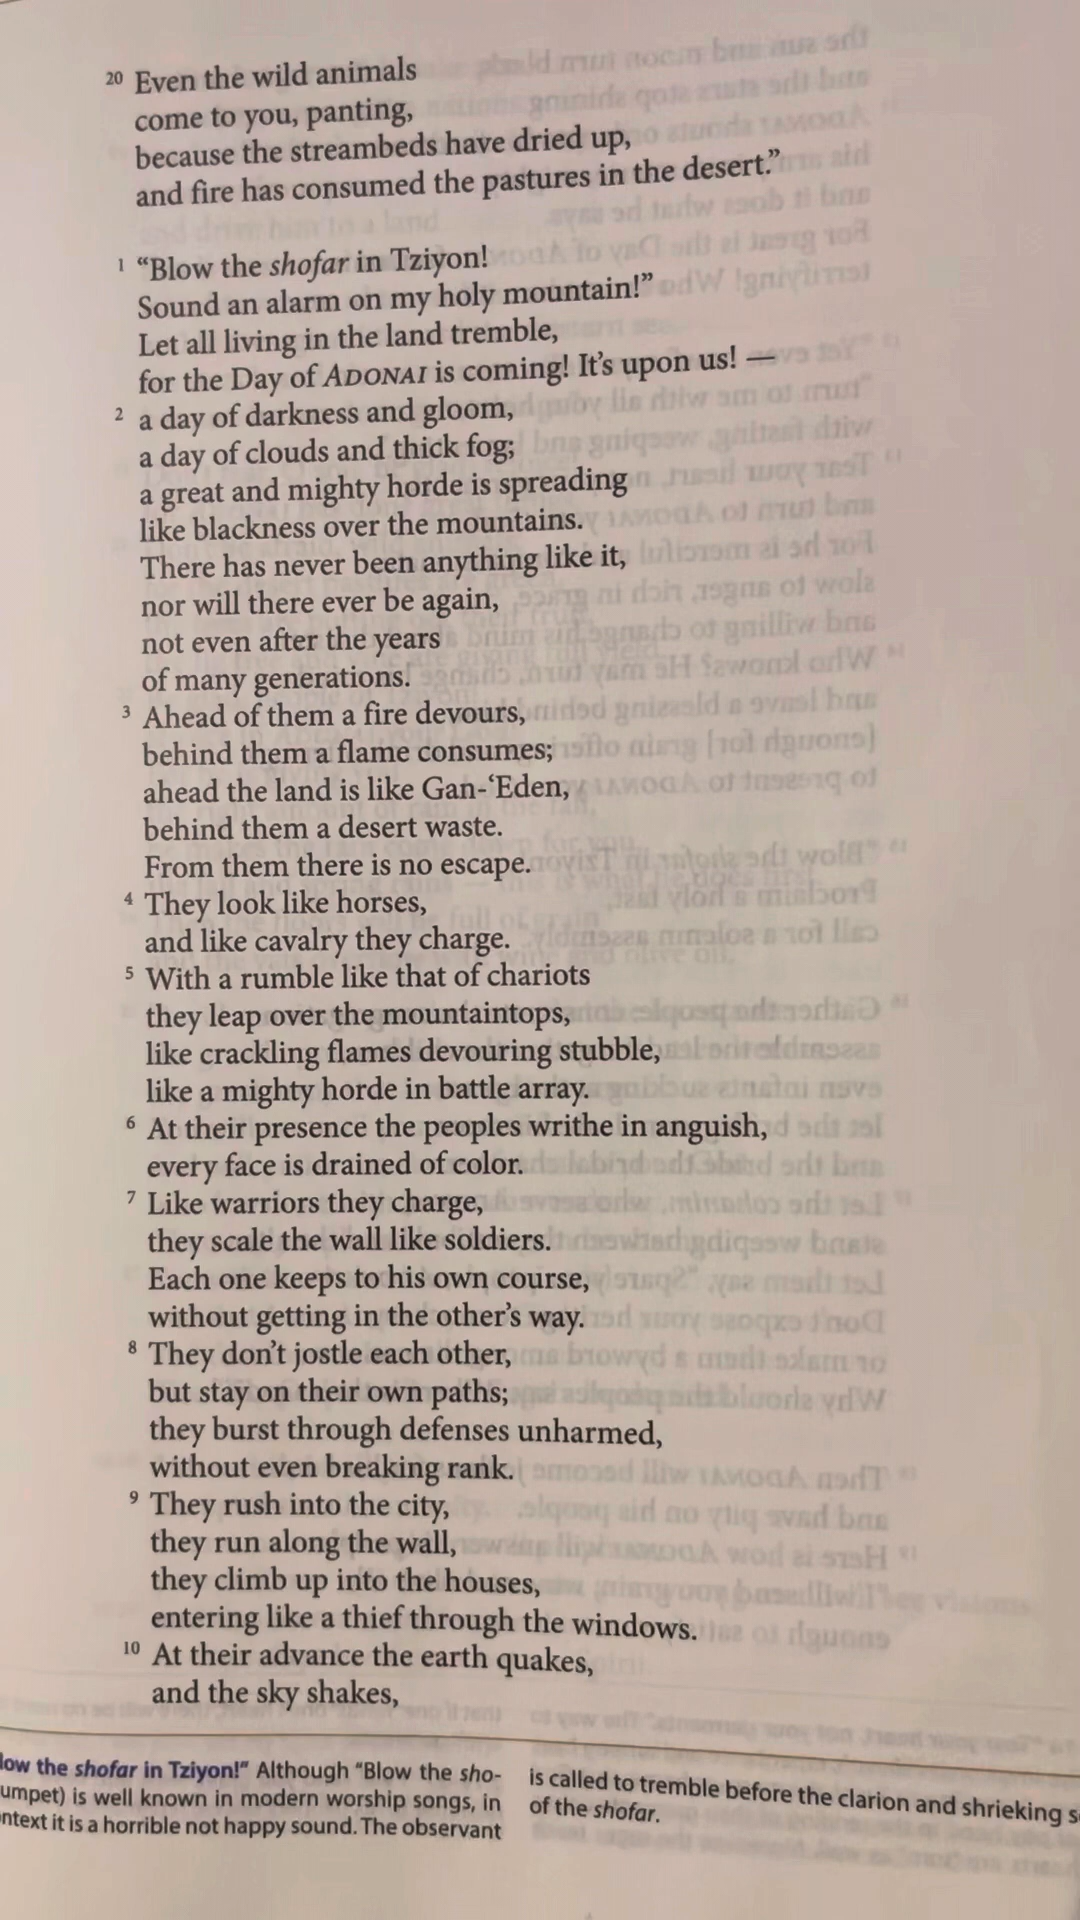 20 Even the wild animals
come to you, panting,
because the streambeds have dried up,
and fire has consumed the pastures in the desert.”
1 “Blow the shofar in Tziyon!
Sound an alarm on my holy mountain!”
Let all living in the land tremble,
for the Day of ADONAI is coming! It’s upon us! —
2 a day of darkness and gloom,
a day of clouds and thick fog;
a great and mighty horde is spreading
like blackness over the mountains.
There has never been anything like it,
nor will there ever be again,
not even after the years
of many generations.
3 Ahead of them a fire devours,
behind them a flame consumes;
ahead the land is like Gan-‘Eden,
behind them a desert waste.
From them there is no escape.
4 They look like horses,
and like cavalry they charge.
5 With a rumble like that of chariots
they leap over the mountaintops,
like crackling flames devouring stubble,
like a mighty horde in battle array.
6 At their presence the peoples writhe in anguish,
every face is drained of color.
7 Like warriors they charge,
they scale the wall like soldiers.
Each one keeps to his own course,
without getting in the other’s way.
8 They don’t jostle each other,
but stay on their own paths;
they burst through defenses unharmed,
without even breaking rank.
9 They rush into the city,
they run along the wall,
they climb up into the houses,
entering like a thief through the windows.
10 At their advance the earth quakes,
and the sky shakes,
low the shofar in Tziyon!” Although “Blow the sho-
umpet) is well known in modern worship songs, in
ntext it is a horrible not happy sound. The observant
is called to tremble before the clarion and shrieking s
of the shofar.